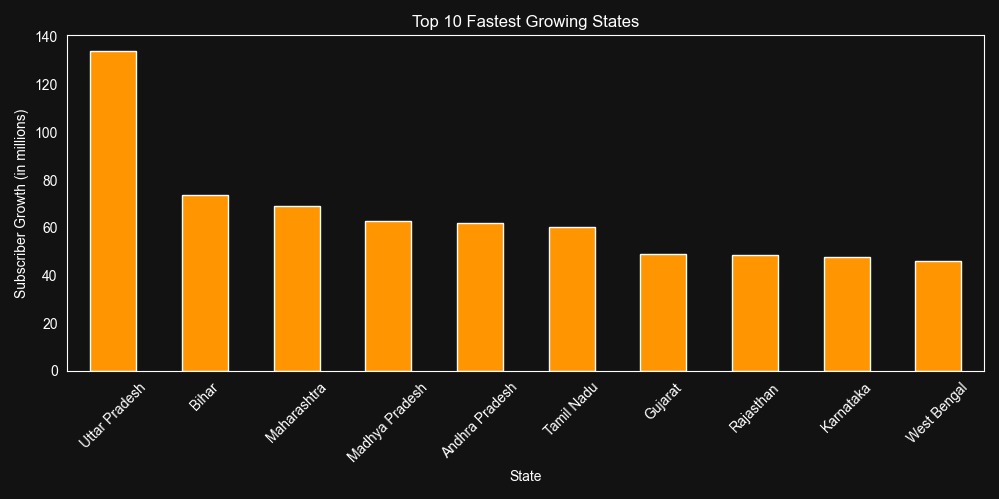 Top 10 Fastest Growing States
Subscriber Growth (in millions)
140
120
100
80
60
40
20
0
Uttar Pradesh
Bihar
Maharashtra
Madhya Pradesh
Andhra Pradesh
Tamil Nadu
Gujarat
Rajasthan
Karnataka
West Bengal
State